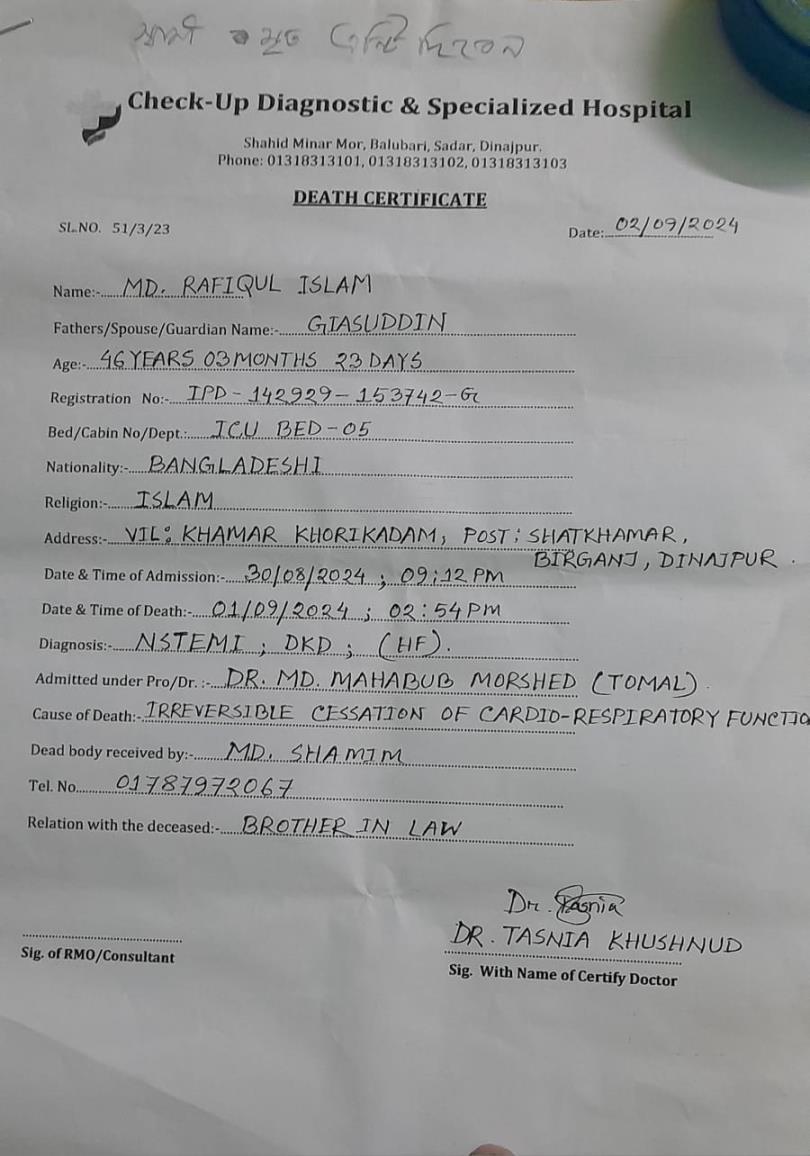 মৃত
Check-Up Diagnostic & Specialized Hospital
Shahid Minar Mor, Balubari, Sadar, Dinajpur.
Phone: 01318313101, 01318313102, 01318313103
DEATH CERTIFICATE
SL.NO. 51/3/23 Date:..02/09/2024
Name:-..MD. RAFIQUL ISLAM
Fathers/Spouse/Guardian Name:-..GIASUDDIN
Age:-..46 YEARS 03 MONTHS 23 DAYS
Registration No:-..IPD-142929-153742-G
Bed/Cabin No/Dept.:..ICU BED-05
Nationality:-..BANGLADESHI
Religion:-..ISLAM
Address:-..VIL: KHAMAR KHORIKADAM, POST: SHATKHAMAR,
BIRGANJ, DINAJPUR.
Date & Time of Admission:-..30/08/2024 ; 09:12 PM
Date & Time of Death:-..01/09/2024 ; 02:54 PM
Diagnosis:-..NSTEMI ; DKD ; (HF).
Admitted under Pro/Dr. :-..DR. MD. MAHABUB MORSHED (TOMAL).
Cause of Death:-..IRREVERSIBLE CESSATION OF CARDIO-RESPIRATORY FUNCTIO
Dead body received by:-..MD. SHAMIM
Tel. No..01787972067
Relation with the deceased:-..BROTHER IN LAW
Dr. Tasnia
DR. TASNIA KHUSHNUD
Sig. of RMO/Consultant Sig. With Name of Certify Doctor